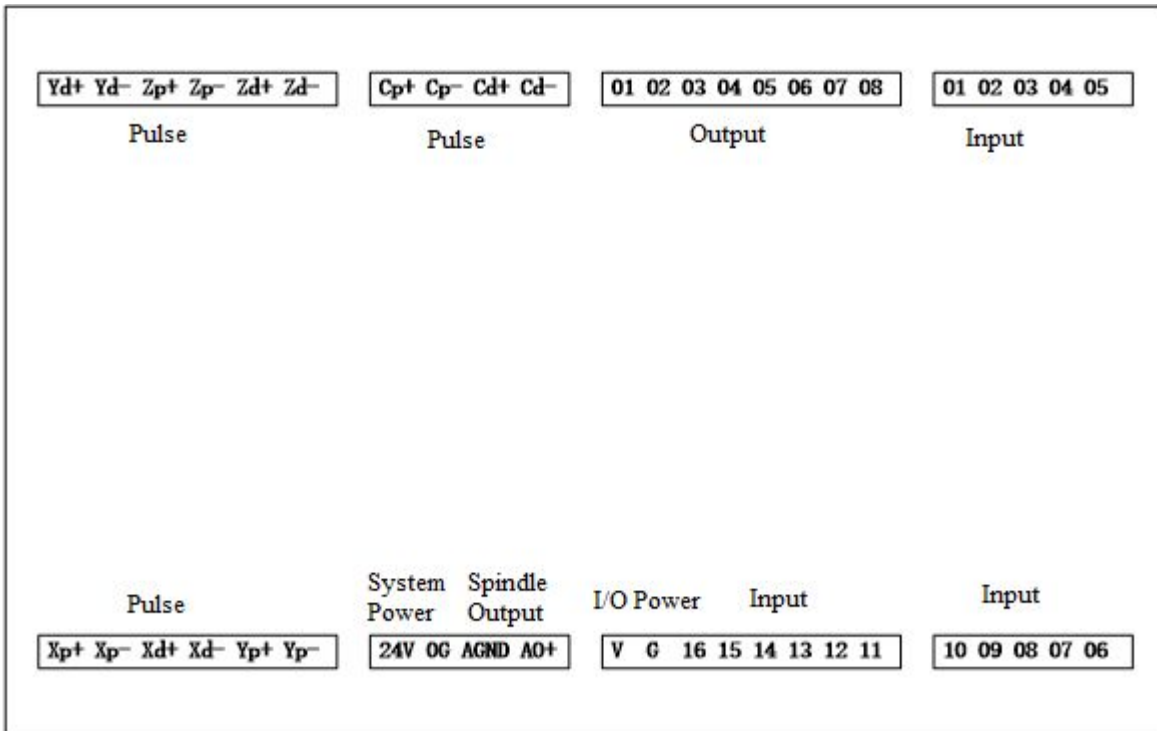 Yd+ Yd- Zp+ Zp- Zd+ Zd-
Pulse
Cp+ Cp- Cd+ Cd-
Pulse
01 02 03 04 05 06 07 08
Output
01 02 03 04 05
Input
Pulse
Xp+ Xp- Xd+ Xd- Yp+ Yp-
System Spindle
Power Output
24V 0G AGND AO+
I/O Power Input
V G 16 15 14 13 12 11
Input
10 09 08 07 06